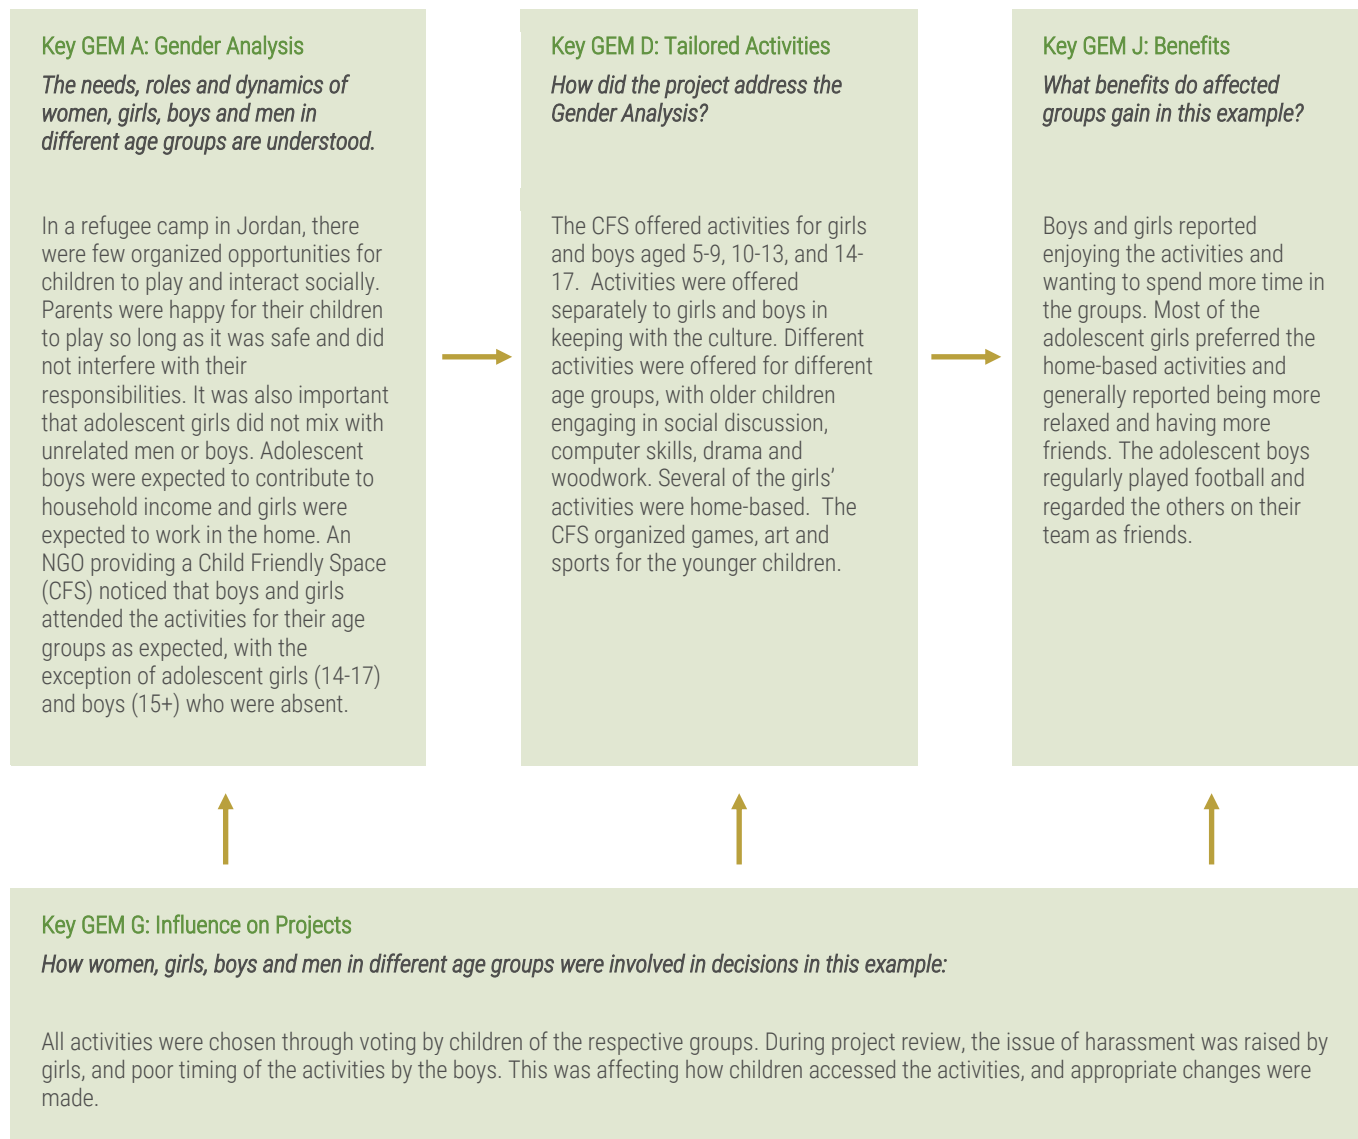 Key GEM A: Gender Analysis
The needs, roles and dynamics of
women, girls, boys and men in
different age groups are understood.
In a refugee camp in Jordan, there
were few organized opportunities for
children to play and interact socially.
Parents were happy for their children
to play so long as it was safe and did
not interfere with their
responsibilities. It was also important
that adolescent girls did not mix with
unrelated men or boys. Adolescent
boys were expected to contribute to
household income and girls were
expected to work in the home. An
NGO providing a Child Friendly Space
(CFS) noticed that boys and girls
attended the activities for their age
groups as expected, with the
exception of adolescent girls (14-17)
and boys (15+) who were absent.
Key GEM D: Tailored Activities
How did the project address the
Gender Analysis?
The CFS offered activities for girls
and boys aged 5-9, 10-13, and 14-
17.  Activities were offered
separately to girls and boys in
keeping with the culture. Different
activities were offered for different
age groups, with older children
engaging in social discussion,
computer skills, drama and
woodwork. Several of the girls’
activities were home-based.  The
CFS organized games, art and
sports for the younger children.
Key GEM J: Benefits
What benefits do affected
groups gain in this example?
Boys and girls reported
enjoying the activities and
wanting to spend more time in
the groups. Most of the
adolescent girls preferred the
home-based activities and
generally reported being more
relaxed and having more
friends. The adolescent boys
regularly played football and
regarded the others on their
team as friends.
Key GEM G: Influence on Projects
How women, girls, boys and men in different age groups were involved in decisions in this example:
All activities were chosen through voting by children of the respective groups. During project review, the issue of harassment was raised by
girls, and poor timing of the activities by the boys. This was affecting how children accessed the activities, and appropriate changes were
made.